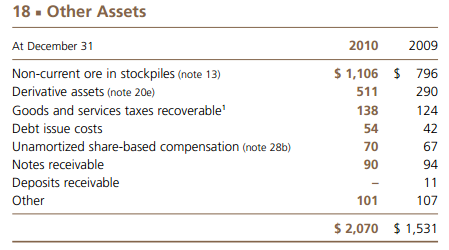 18 ▪ Other Assets
At December 31 2010 2009
Non-current ore in stockpiles (note 13) $ 1,106 $ 796
Derivative assets (note 20e) 511 290
Goods and services taxes recoverable¹ 138 124
Debt issue costs 54 42
Unamortized share-based compensation (note 28b) 70 67
Notes receivable 90 94
Deposits receivable – 11
Other 101 107
$ 2,070 $ 1,531